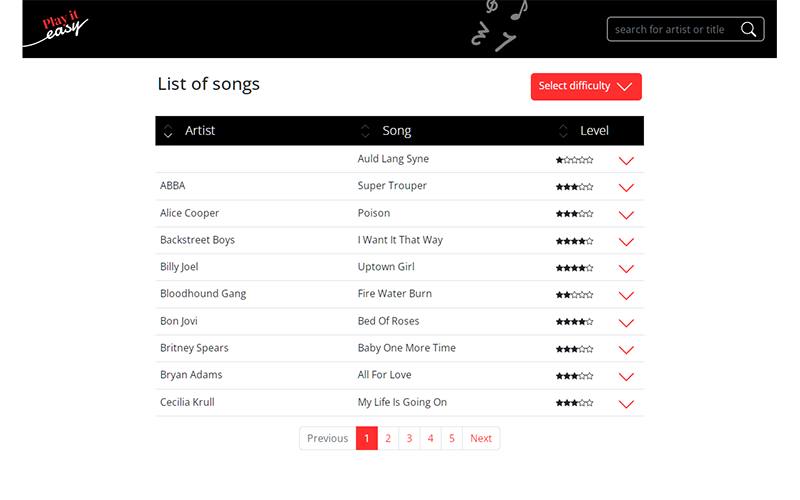 Play it
easy
search for artist or title
List of songs
Select difficulty
Artist Song Level
Auld Lang Syne
ABBA Super Trouper
Alice Cooper Poison
Backstreet Boys I Want It That Way
Billy Joel Uptown Girl
Bloodhound Gang Fire Water Burn
Bon Jovi Bed Of Roses
Britney Spears Baby One More Time
Bryan Adams All For Love
Cecilia Krull My Life Is Going On
Previous 1 2 3 4 5 Next